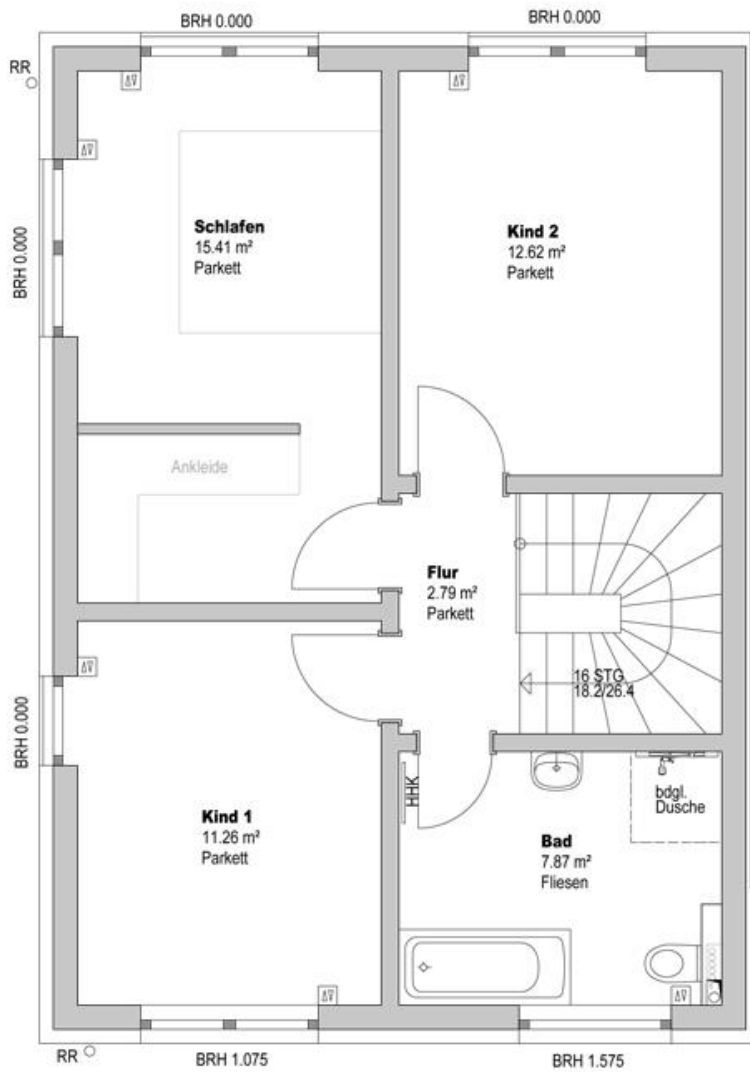 BRH 0.000
BRH 0.000
RR
BRH 0.000
Schlafen
15.41 m²
Parkett
Kind 2
12.62 m²
Parkett
Ankleide
Flur
2.79 m²
Parkett
16 STG
18.2/26.4
BRH 0.000
Kind 1
11.26 m²
Parkett
HHK
Bad
7.87 m²
Fliesen
bdgl.
Dusche
RR
BRH 1.075
BRH 1.575